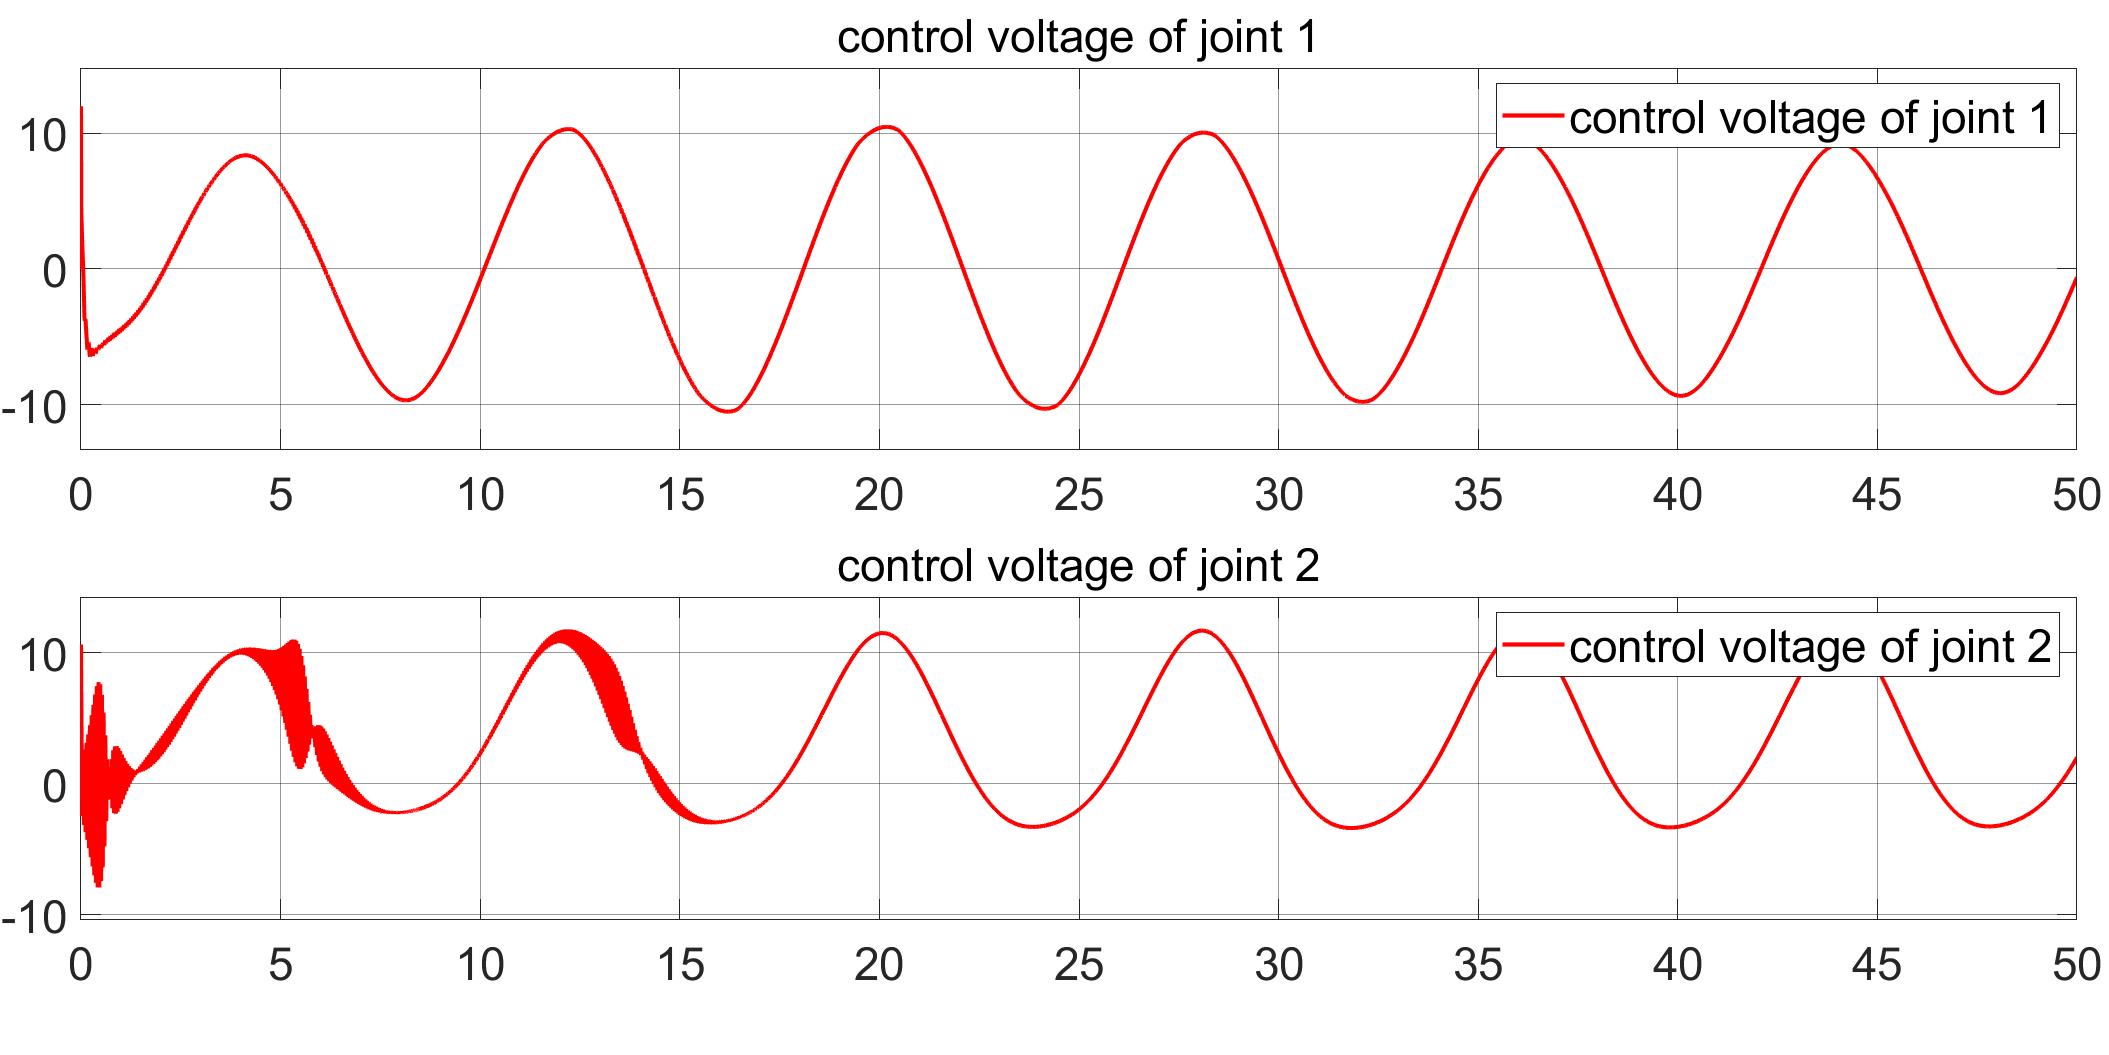 control voltage of joint 1
control voltage of joint 1
10
0
-10
0 5 10 15 20 25 30 35 40 45 50
control voltage of joint 2
control voltage of joint 2
10
0
-10
0 5 10 15 20 25 30 35 40 45 50